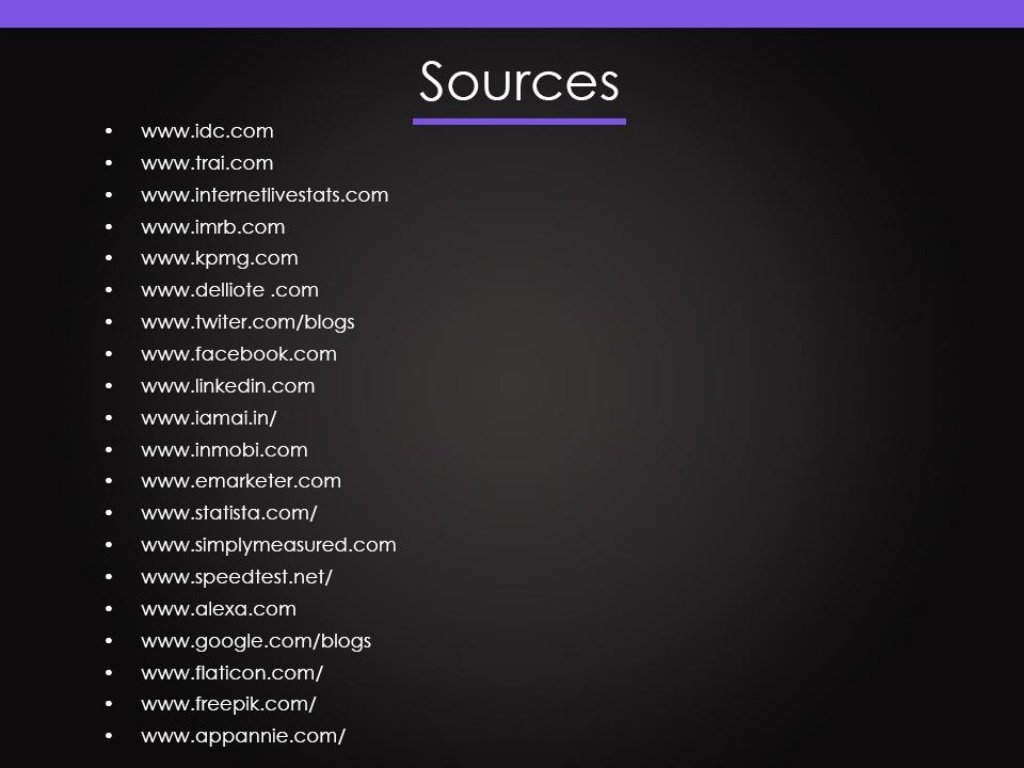 Sources
• www.idc.com
• www.trai.com
• www.internetlivestats.com
• www.imrb.com
• www.kpmg.com
• www.delliote .com
• www.twiter.com/blogs
• www.facebook.com
• www.linkedin.com
• www.iamai.in/
• www.inmobi.com
• www.emarketer.com
• www.statista.com/
• www.simplymeasured.com
• www.speedtest.net/
• www.alexa.com
• www.google.com/blogs
• www.flaticon.com/
• www.freepik.com/
• www.appannie.com/